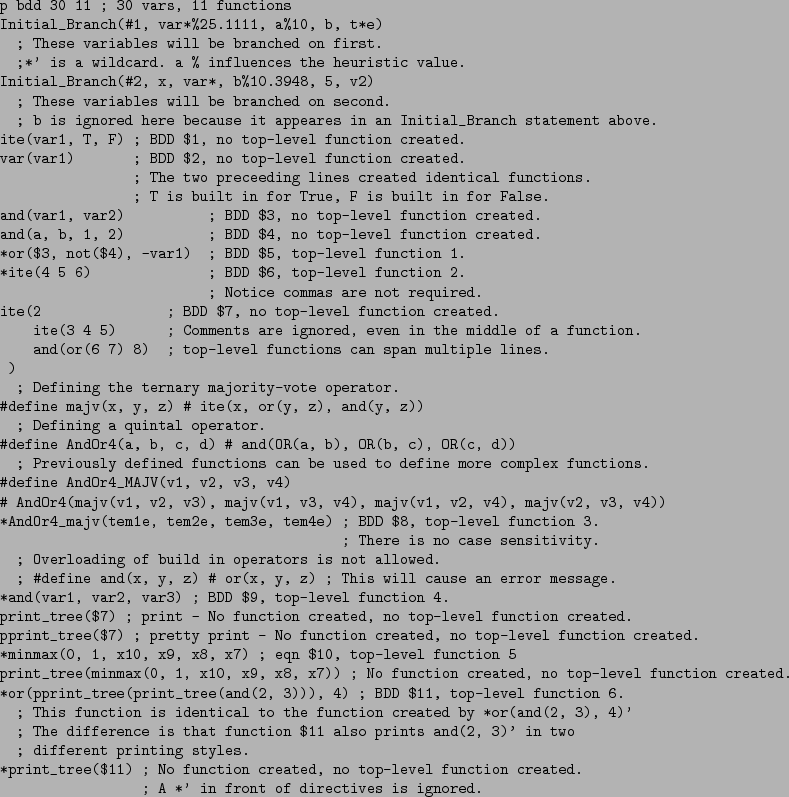 p bdd 30 11 ; 30 vars, 11 functions
Initial_Branch(#1, var*%25.1111, a%10, b, t*e)
; These variables will be branched on first.
;*' is a wildcard. a % influences the heuristic value.
Initial_Branch(#2, x, var*, b%10.3948, 5, v2)
; These variables will be branched on second.
; b is ignored here because it appeares in an Initial_Branch statement above.
ite(var1, T, F) ; BDD $1, no top-level function created.
var(var1) ; BDD $2, no top-level function created.
; The two preceeding lines created identical functions.
; T is built in for True, F is built in for False.
and(var1, var2) ; BDD $3, no top-level function created.
and(a, b, 1, 2) ; BDD $4, no top-level function created.
*or($3, not($4), -var1) ; BDD $5, top-level function 1.
*ite(4 5 6) ; BDD $6, top-level function 2.
; Notice commas are not required.
ite(2 ; BDD $7, no top-level function created.
ite(3 4 5) ; Comments are ignored, even in the middle of a function.
and(or(6 7) 8) ; top-level functions can span multiple lines.
)
; Defining the ternary majority-vote operator.
#define majv(x, y, z) # ite(x, or(y, z), and(y, z))
; Defining a quintal operator.
#define AndOr4(a, b, c, d) # and(OR(a, b), OR(b, c), OR(c, d))
; Previously defined functions can be used to define more complex functions.
#define AndOr4_MAJV(v1, v2, v3, v4)
# AndOr4(majv(v1, v2, v3), majv(v1, v3, v4), majv(v1, v2, v4), majv(v2, v3, v4))
*AndOr4_majv(tem1e, tem2e, tem3e, tem4e) ; BDD $8, top-level function 3.
; There is no case sensitivity.
; Overloading of build in operators is not allowed.
; #define and(x, y, z) # or(x, y, z) ; This will cause an error message.
*and(var1, var2, var3) ; BDD $9, top-level function 4.
print_tree($7) ; print - No function created, no top-level function created.
pprint_tree($7) ; pretty print - No function created, no top-level function created.
*minmax(0, 1, x10, x9, x8, x7) ; eqn $10, top-level function 5
print_tree(minmax(0, 1, x10, x9, x8, x7)) ; No function created, no top-level function created.
*or(pprint_tree(print_tree(and(2, 3))), 4) ; BDD $11, top-level function 6.
; This function is identical to the function created by *or(and(2, 3), 4)'
; The difference is that function $11 also prints and(2, 3)' in two
; different printing styles.
*print_tree($11) ; No function created, no top-level function created.
; A *' in front of directives is ignored.